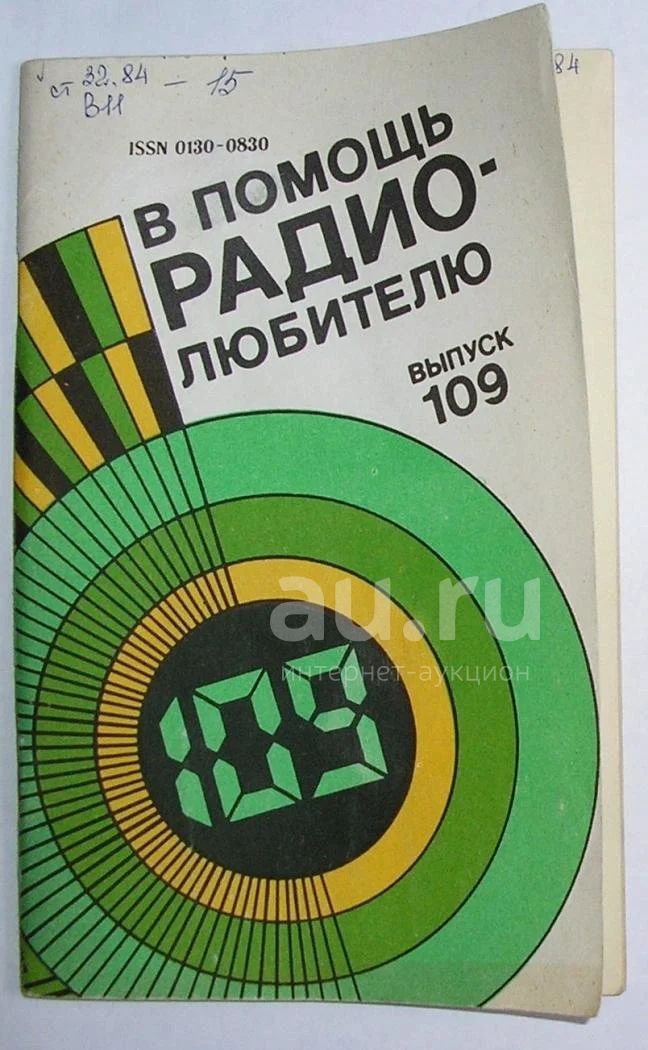 ст 32.84 — 15
В11
84
ISSN 0130-0830
В ПОМОЩЬ
РАДИО-
ЛЮБИТЕЛЮ
ВЫПУСК
109
au.ru
интернет-аукцион
109